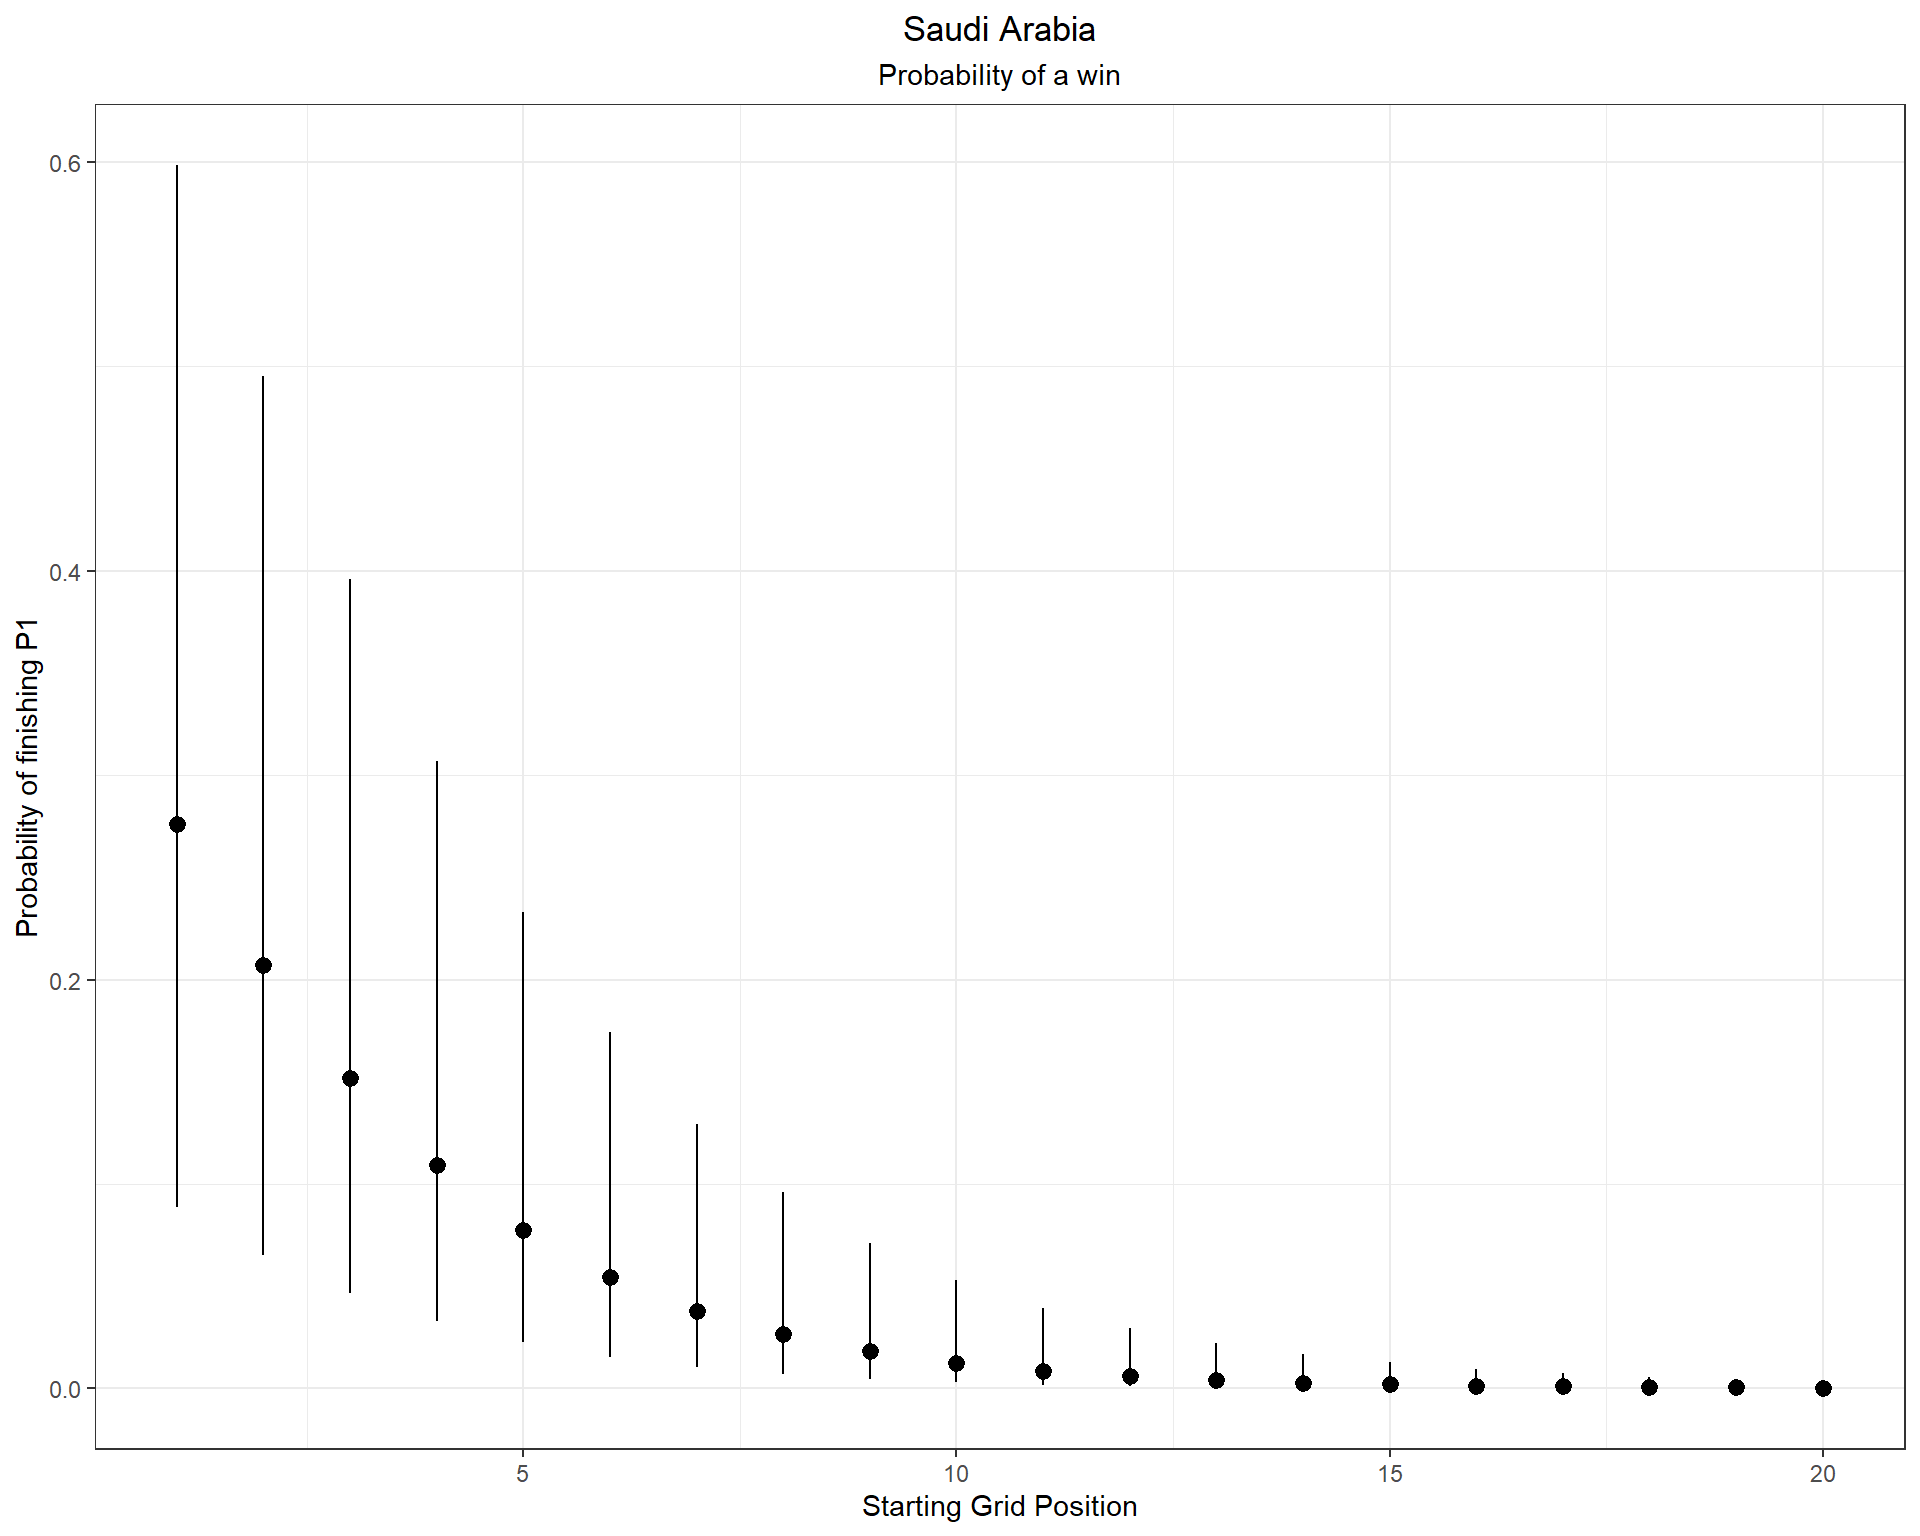 Saudi Arabia
Probability of a win
Probability of finishing P1
0.6
0.4
0.2
0.0
5 10 15 20
Starting Grid Position